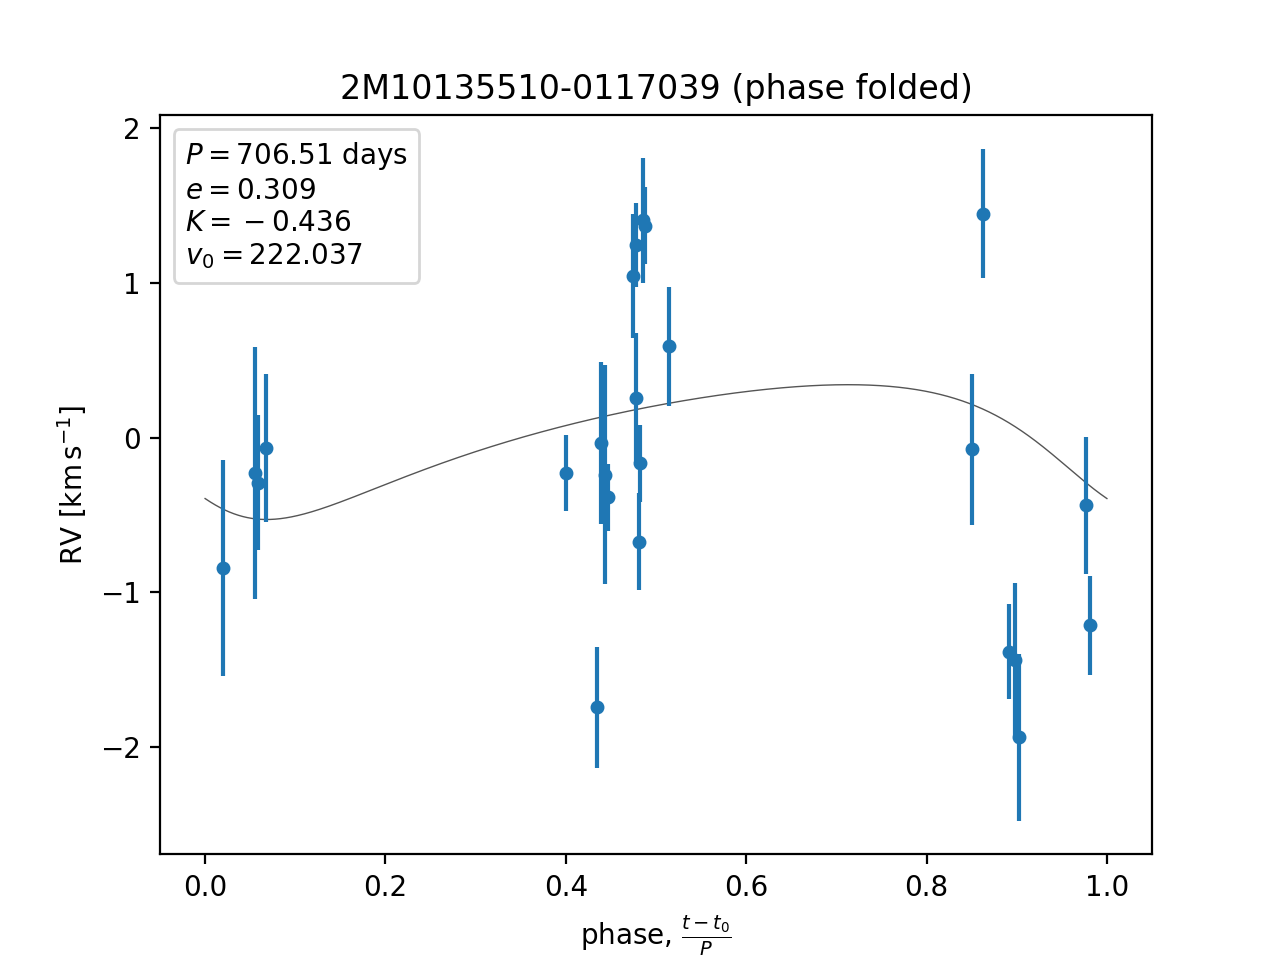 2M10135510-0117039 (phase folded)
P = 706.51 days
e = 0.309
K = −0.436
v₀ = 222.037
RV [km s⁻¹]
2
1
0
−1
−2
0.0 0.2 0.4 0.6 0.8 1.0
phase, (t − t₀)/P